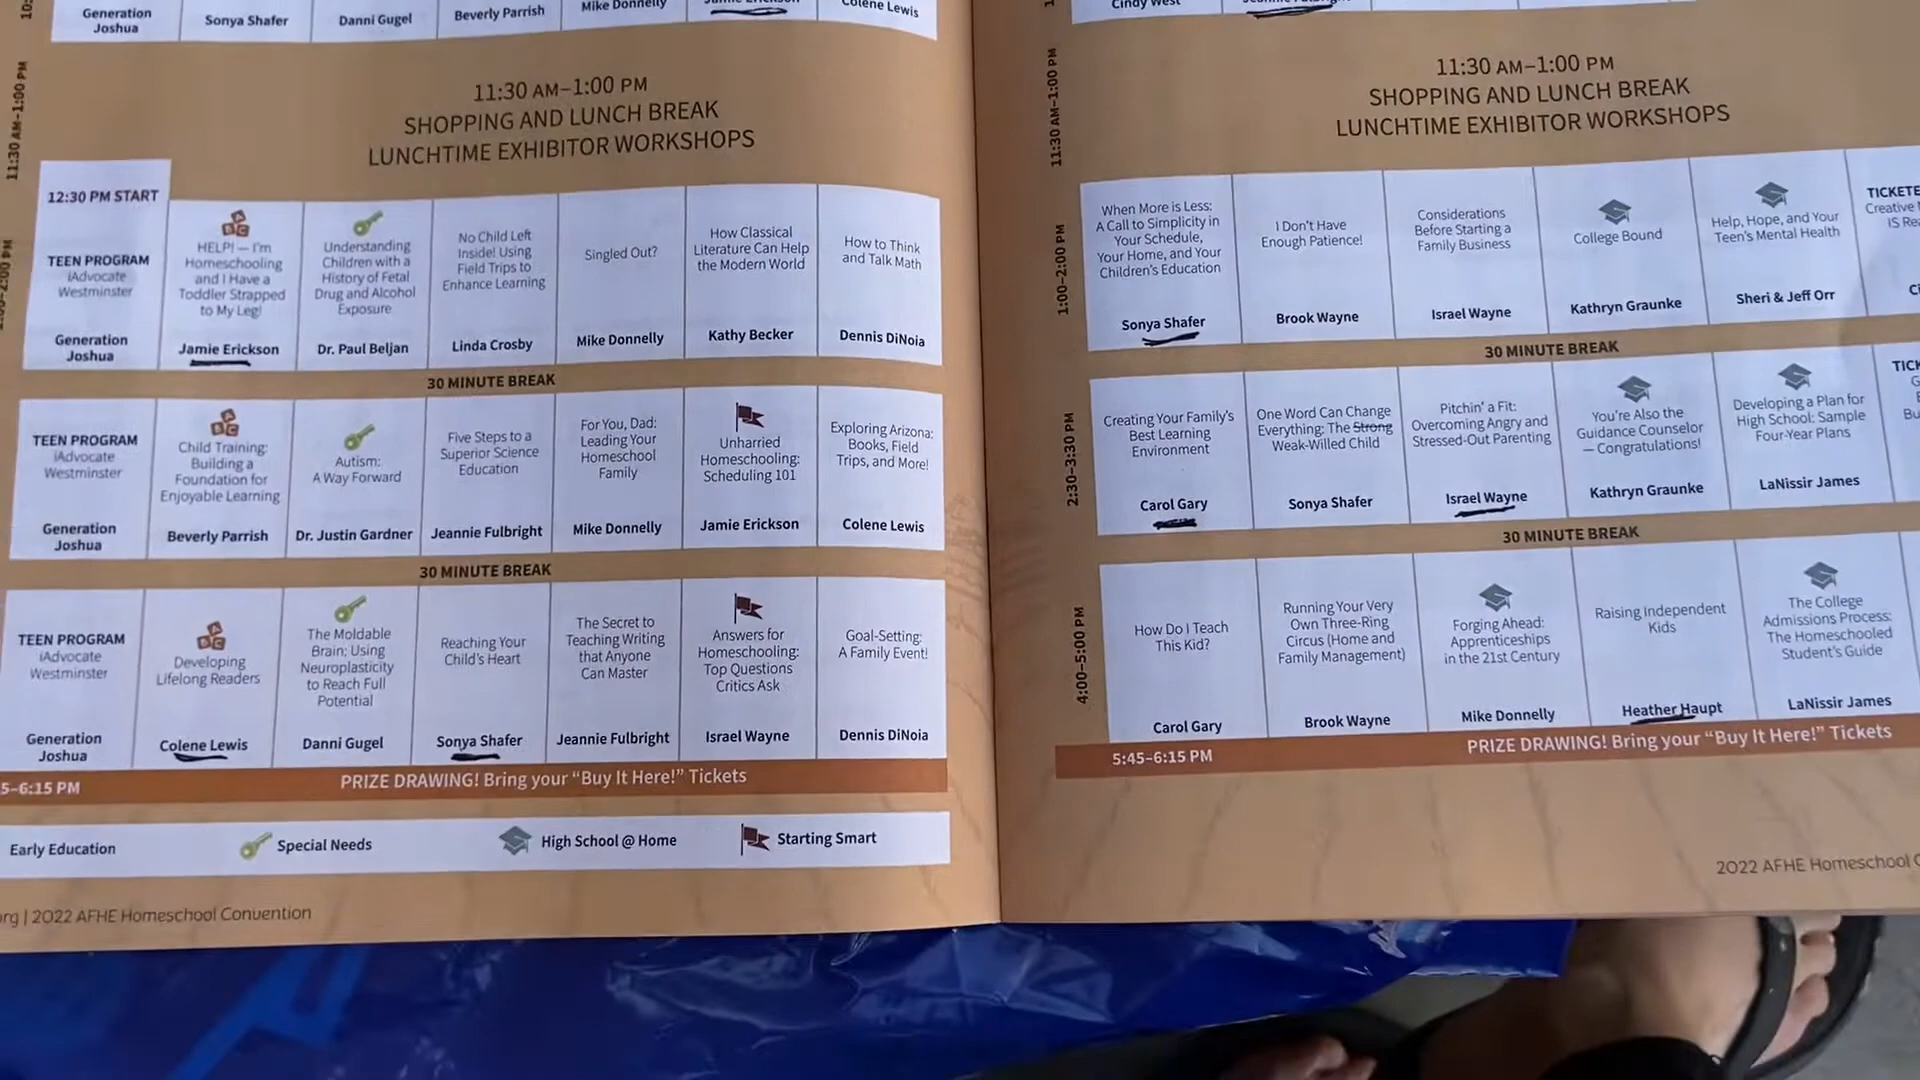 Generation
Joshua
Sonya Shafer
Danni Gugel
Beverly Parrish
Mike Donnelly
Jamie Erickson
Colene Lewis
11:30 AM–1:00 PM
11:30 AM–1:00 PM
SHOPPING AND LUNCH BREAK
LUNCHTIME EXHIBITOR WORKSHOPS
12:30 PM START
TEEN PROGRAM
iAdvocate
Westminster
Generation
Joshua
HELP! — I'm
Homeschooling
and I Have a
Toddler Strapped
to My Leg!
Jamie Erickson
Understanding
Children with a
History of Fetal
Drug and Alcohol
Exposure
Dr. Paul Beljan
No Child Left
Inside! Using
Field Trips to
Enhance Learning
Linda Crosby
Singled Out?
Mike Donnelly
How Classical
Literature Can Help
the Modern World
Kathy Becker
How to Think
and Talk Math
Dennis DiNoia
30 MINUTE BREAK
TEEN PROGRAM
iAdvocate
Westminster
Generation
Joshua
Child Training:
Building a
Foundation for
Enjoyable Learning
Beverly Parrish
Autism:
A Way Forward
Dr. Justin Gardner
Five Steps to a
Superior Science
Education
Jeannie Fulbright
For You, Dad:
Leading Your
Homeschool
Family
Mike Donnelly
Unharried
Homeschooling:
Scheduling 101
Jamie Erickson
Exploring Arizona:
Books, Field
Trips, and More!
Colene Lewis
30 MINUTE BREAK
TEEN PROGRAM
iAdvocate
Westminster
Generation
Joshua
Developing
Lifelong Readers
Colene Lewis
The Moldable
Brain: Using
Neuroplasticity
to Reach Full
Potential
Danni Gugel
Reaching Your
Child's Heart
Sonya Shafer
The Secret to
Teaching Writing
that Anyone
Can Master
Jeannie Fulbright
Answers for
Homeschooling:
Top Questions
Critics Ask
Israel Wayne
Goal-Setting:
A Family Event!
Dennis DiNoia
5–6:15 PM
PRIZE DRAWING! Bring your “Buy It Here!” Tickets
Early Education
Special Needs
High School @ Home
Starting Smart
org | 2022 AFHE Homeschool Convention
Cindy West
11:30 AM–1:00 PM
11:30 AM–1:00 PM
SHOPPING AND LUNCH BREAK
LUNCHTIME EXHIBITOR WORKSHOPS
1:00–2:00 PM
When More is Less:
A Call to Simplicity in
Your Schedule,
Your Home, and Your
Children's Education
Sonya Shafer
I Don't Have
Enough Patience!
Brook Wayne
Considerations
Before Starting a
Family Business
Israel Wayne
College Bound
Kathryn Graunke
Help, Hope, and Your
Teen's Mental Health
Sheri & Jeff Orr
TICKETE
Creative
IS Re
Ci
30 MINUTE BREAK
2:30–3:30 PM
Creating Your Family's
Best Learning
Environment
Carol Gary
One Word Can Change
Everything: The Strong
Weak-Willed Child
Sonya Shafer
Pitchin' a Fit:
Overcoming Angry and
Stressed-Out Parenting
Israel Wayne
You're Also the
Guidance Counselor
— Congratulations!
Kathryn Graunke
Developing a Plan for
High School: Sample
Four-Year Plans
LaNissir James
TICK
30 MINUTE BREAK
4:00–5:00 PM
How Do I Teach
This Kid?
Carol Gary
Running Your Very
Own Three-Ring
Circus (Home and
Family Management)
Brook Wayne
Forging Ahead:
Apprenticeships
in the 21st Century
Mike Donnelly
Raising Independent
Kids
Heather Haupt
The College
Admissions Process:
The Homeschooled
Student's Guide
LaNissir James
5:45–6:15 PM
PRIZE DRAWING! Bring your “Buy It Here!” Tickets
2022 AFHE Homeschool C